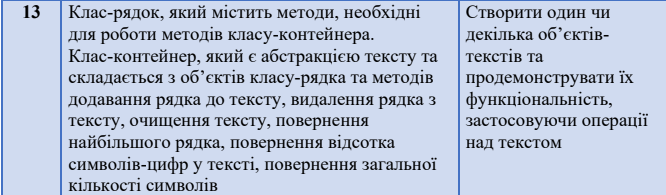 13
Клас-рядок, який містить методи, необхідні
для роботи методів класу-контейнера.
Клас-контейнер, який є абстракцією тексту та
складається з об’єктів класу-рядка та методів
додавання рядка до тексту, видалення рядка з
тексту, очищення тексту, повернення
найбільшого рядка, повернення відсотка
символів-цифр у тексті, повернення загальної
кількості символів
Створити один чи
декілька об’єктів-
текстів та
продемонструвати їх
функціональність,
застосовуючи операції
над текстом